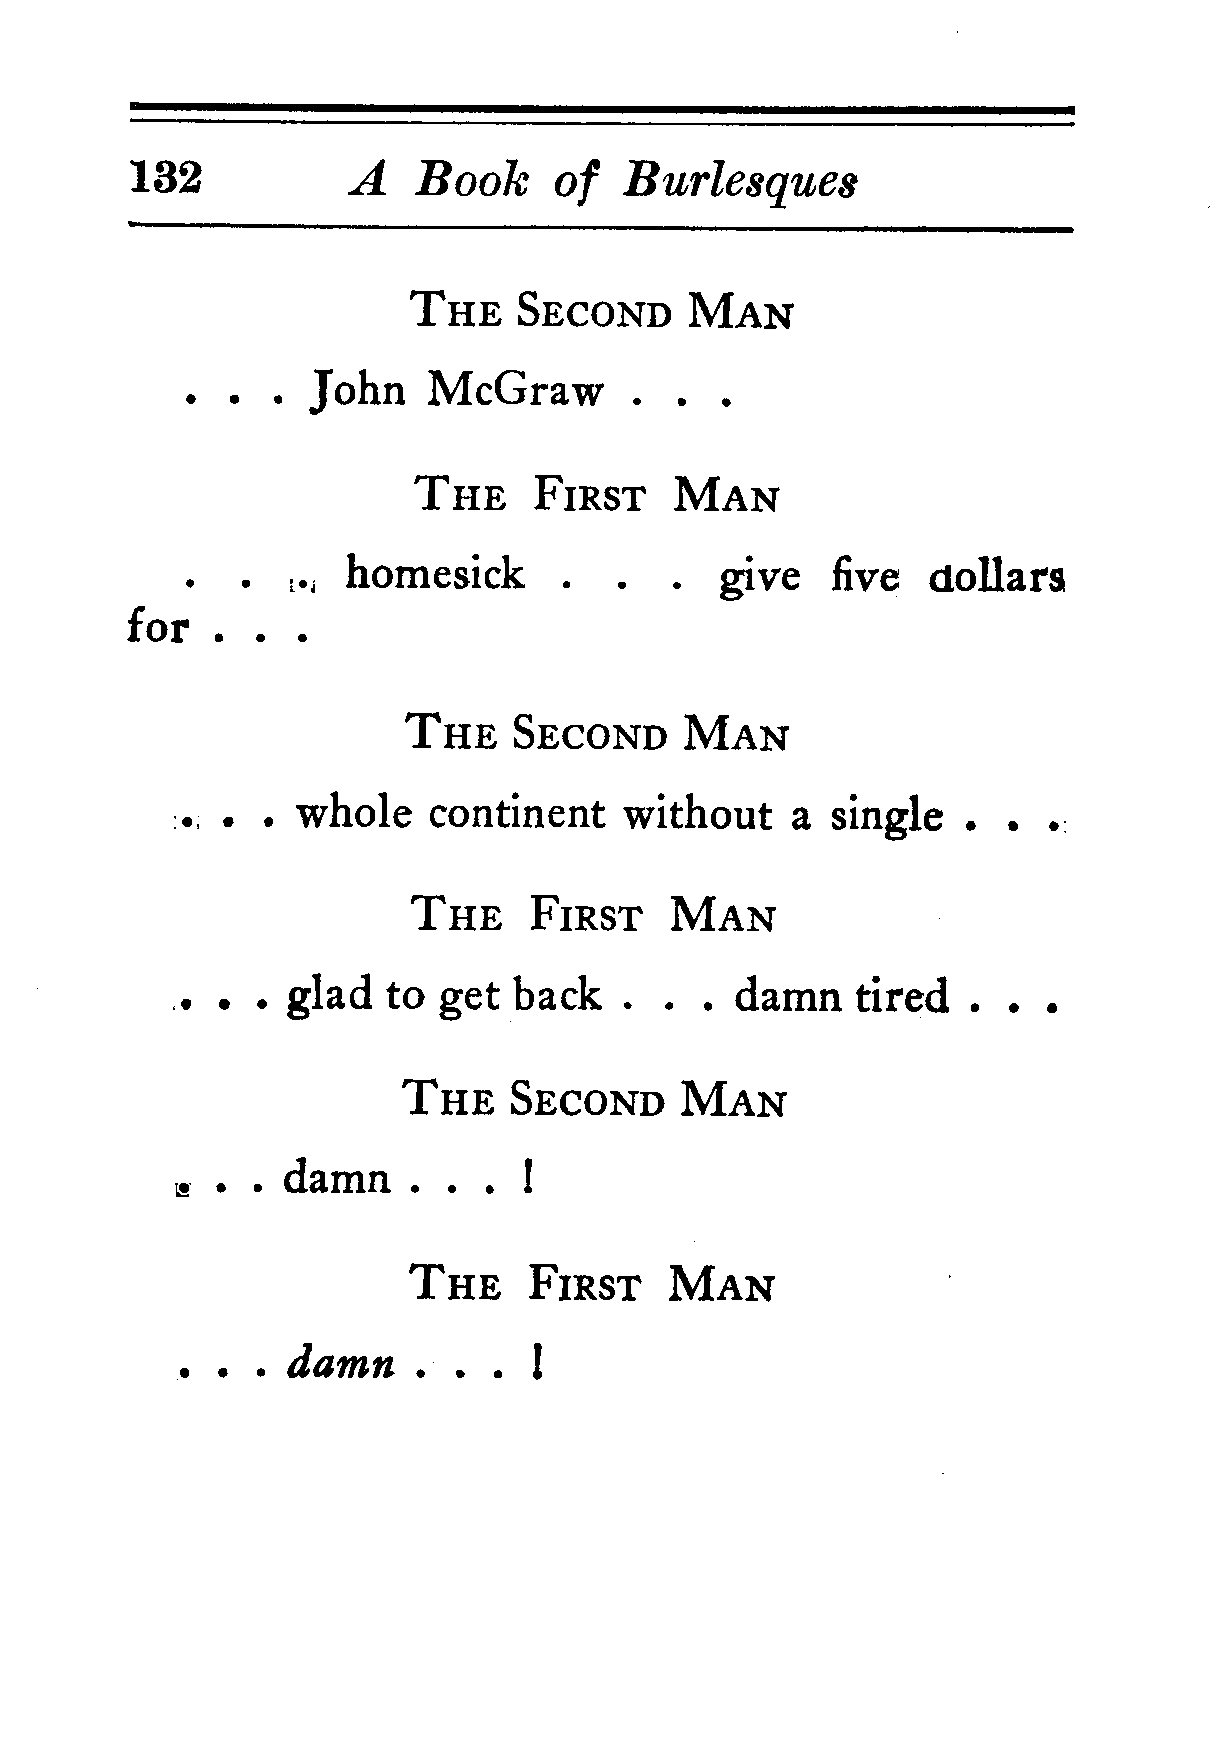 132 A Book of Burlesques
The Second Man
. . . John McGraw . . .
The First Man
. . . homesick . . . give five dollars
for . . .
The Second Man
. . . whole continent without a single . . .
The First Man
. . . glad to get back . . . damn tired . . .
The Second Man
. . . damn . . . !
The First Man
. . . damn . . . !